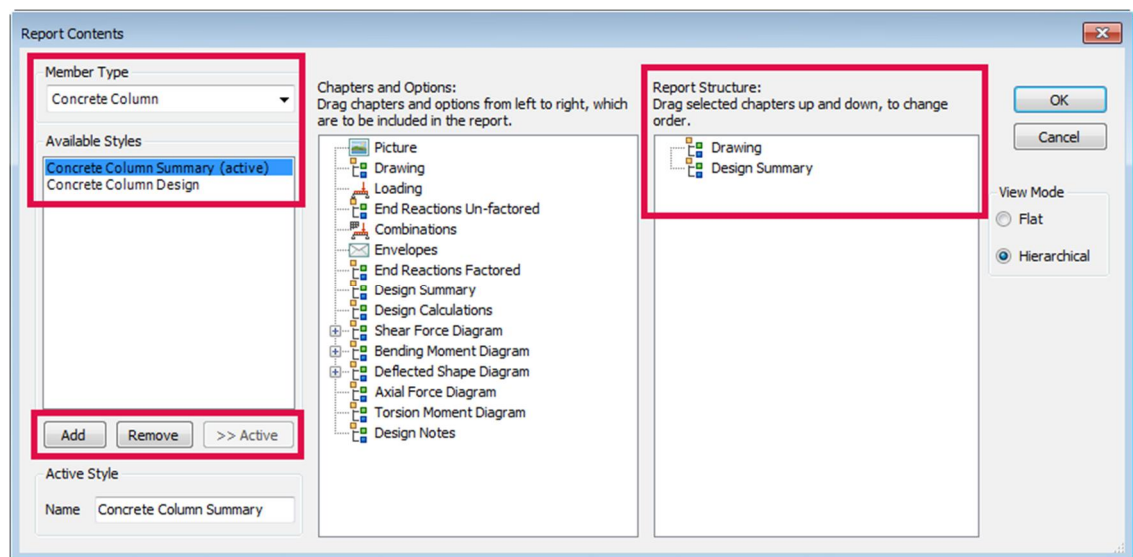 Report Contents
Member Type
Concrete Column
Available Styles
Concrete Column Summary (active)
Concrete Column Design
Add
Remove
>> Active
Active Style
Name
Concrete Column Summary
Chapters and Options:
Drag chapters and options from left to right, which
are to be included in the report.
Picture
Drawing
Loading
End Reactions Un-factored
Combinations
Envelopes
End Reactions Factored
Design Summary
Design Calculations
Shear Force Diagram
Bending Moment Diagram
Deflected Shape Diagram
Axial Force Diagram
Torsion Moment Diagram
Design Notes
Report Structure:
Drag selected chapters up and down, to change
order.
Drawing
Design Summary
OK
Cancel
View Mode
Flat
Hierarchical